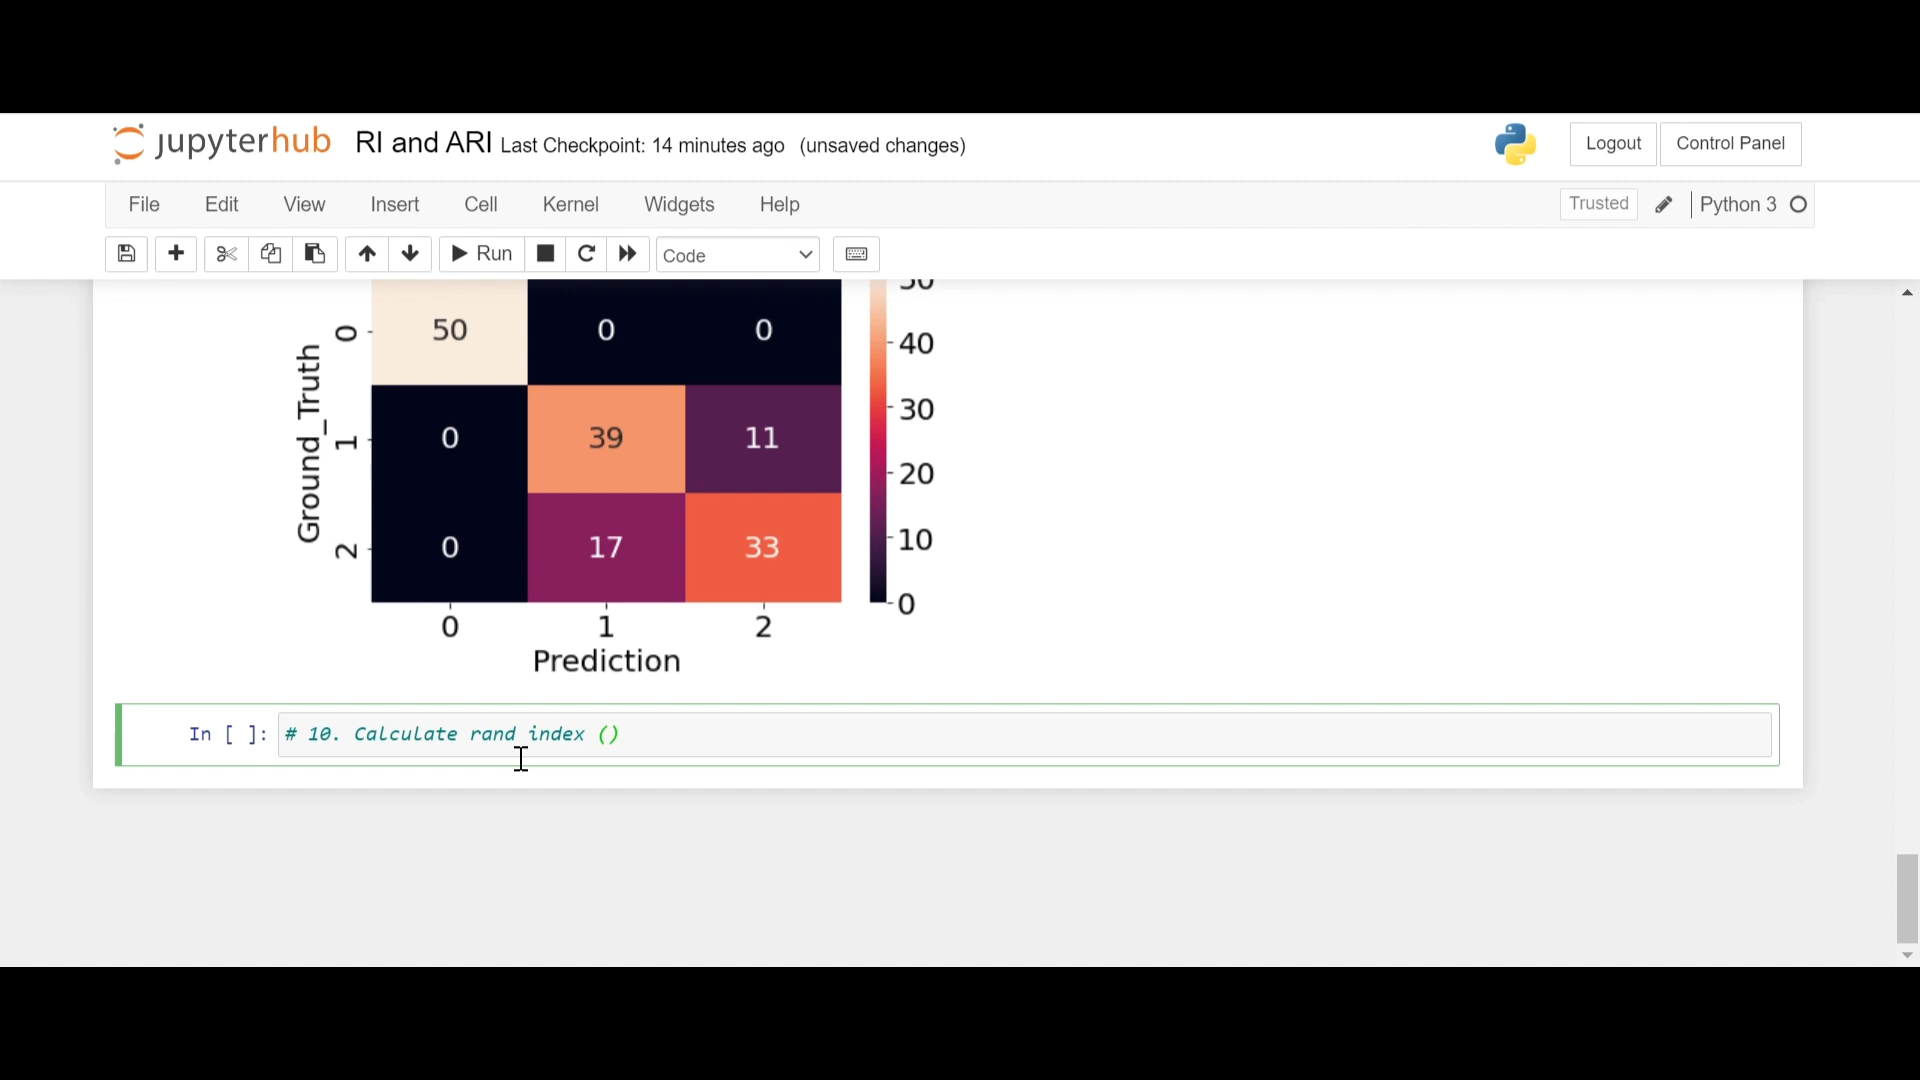 jupyterhub RI and ARI Last Checkpoint: 14 minutes ago (unsaved changes) Logout Control Panel
File Edit View Insert Cell Kernel Widgets Help Trusted Python 3
Run Code
50 0 0
0 39 11
0 17 33
0
1
2
Ground_Truth
0 1 2
Prediction
50
40
30
20
10
0
In [ ]: # 10. Calculate rand index ()